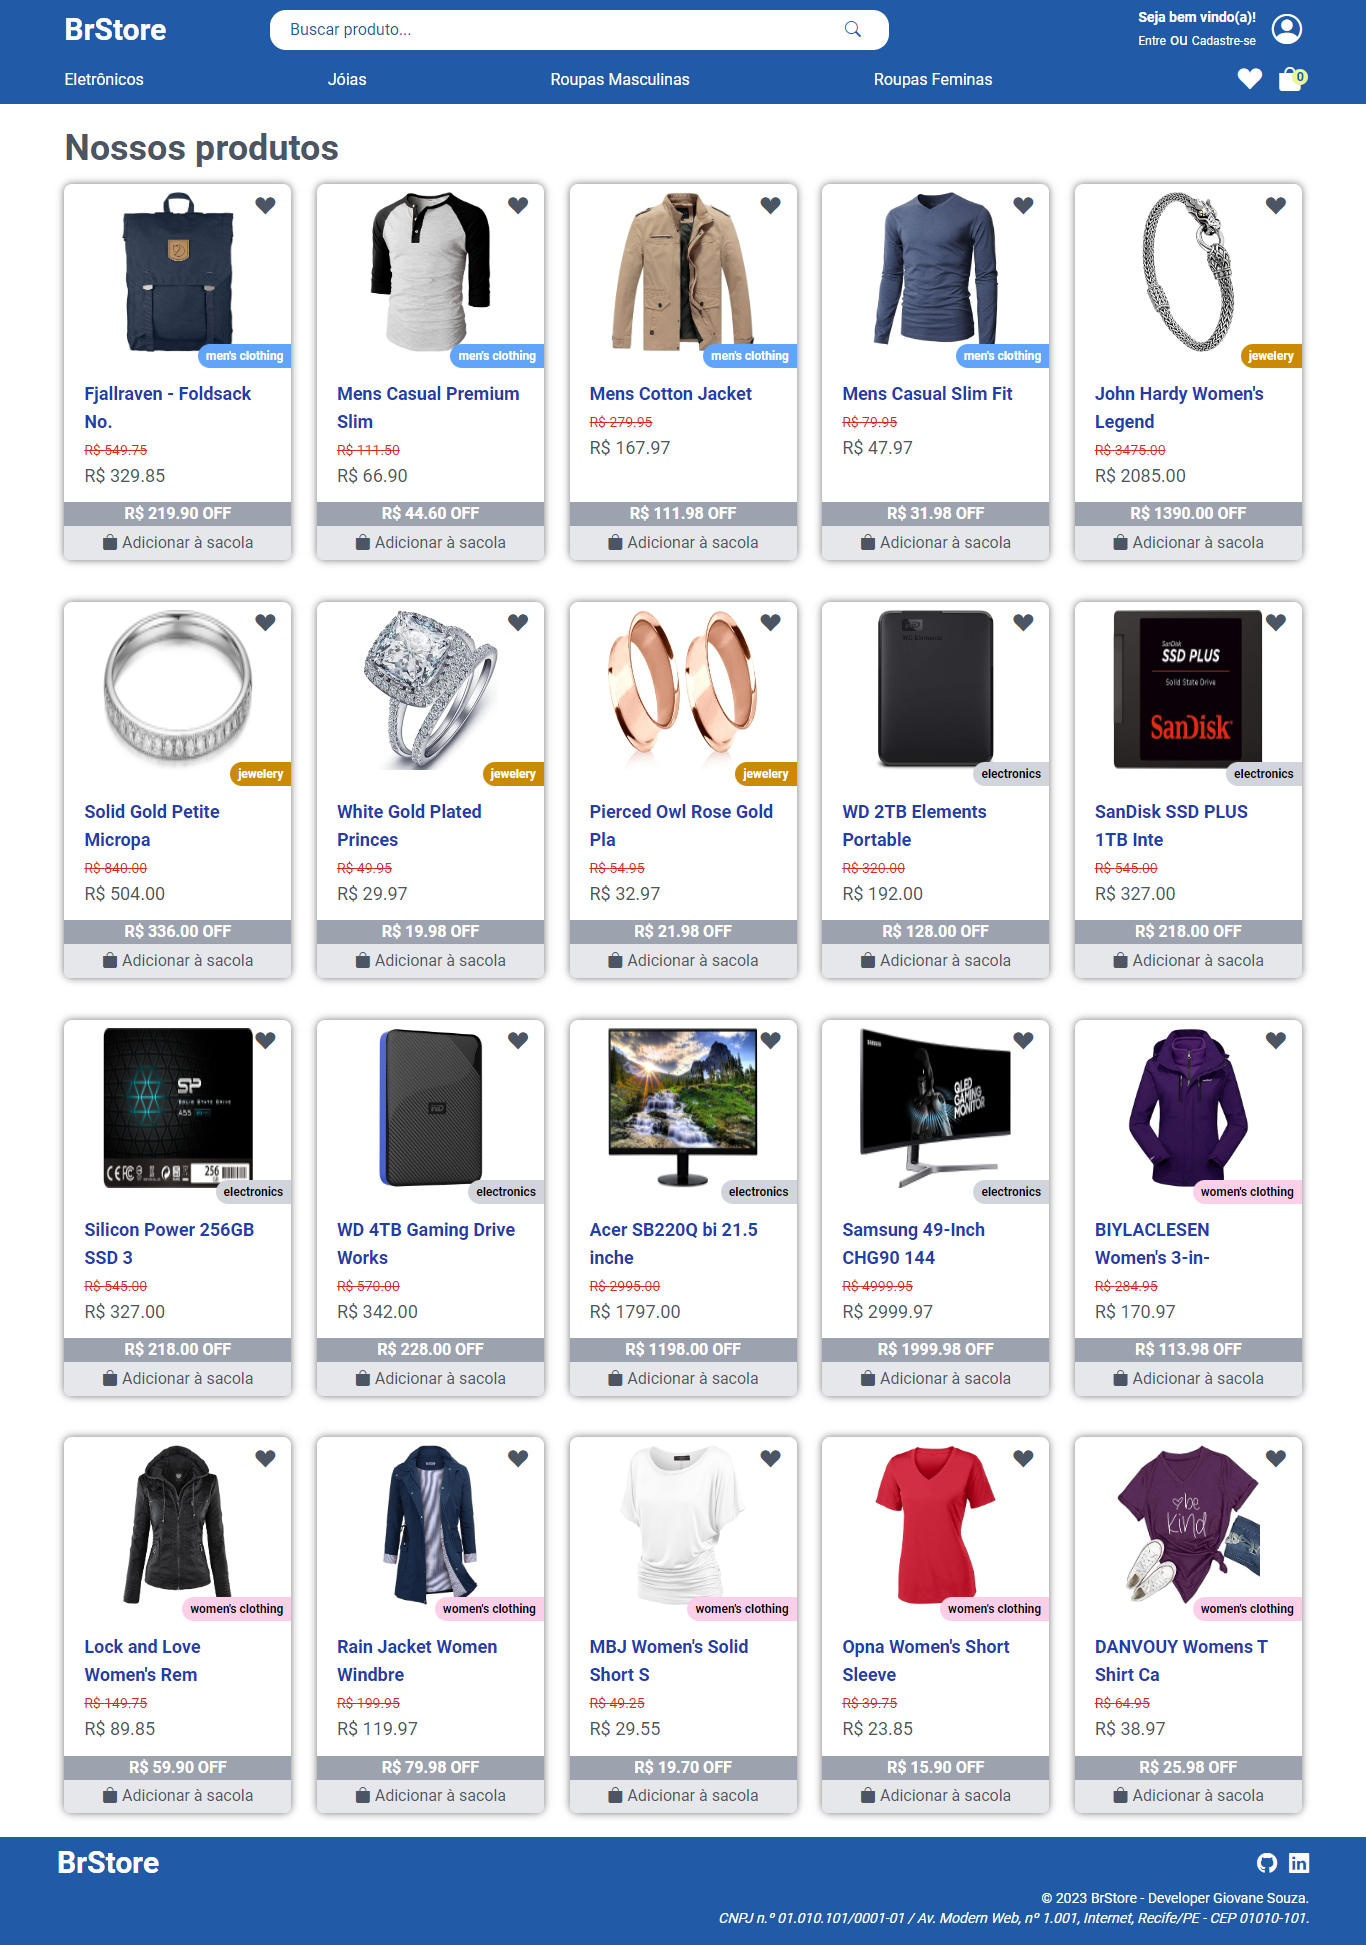 BrStore
Buscar produto...
Seja bem vindo(a)!
Entre ou Cadastre-se
Eletrônicos
Jóias
Roupas Masculinas
Roupas Feminas
0
Nossos produtos
men's clothing
men's clothing
men's clothing
men's clothing
jewelery
Fjallraven - Foldsack
No.
R$ 549.75
R$ 329.85
R$ 219.90 OFF
Adicionar à sacola
Mens Casual Premium
Slim
R$ 111.50
R$ 66.90
R$ 44.60 OFF
Adicionar à sacola
Mens Cotton Jacket
R$ 279.95
R$ 167.97
R$ 111.98 OFF
Adicionar à sacola
Mens Casual Slim Fit
R$ 79.95
R$ 47.97
R$ 31.98 OFF
Adicionar à sacola
John Hardy Women's
Legend
R$ 3475.00
R$ 2085.00
R$ 1390.00 OFF
Adicionar à sacola
jewelery
Solid Gold Petite
Micropa
R$ 840.00
R$ 504.00
R$ 336.00 OFF
Adicionar à sacola
jewelery
White Gold Plated
Princes
R$ 49.95
R$ 29.97
R$ 19.98 OFF
Adicionar à sacola
jewelery
Pierced Owl Rose Gold
Pla
R$ 54.95
R$ 32.97
R$ 21.98 OFF
Adicionar à sacola
WD Elements
electronics
WD 2TB Elements
Portable
R$ 320.00
R$ 192.00
R$ 128.00 OFF
Adicionar à sacola
SanDisk
SSD PLUS
Solid State Drive
SanDisk
electronics
SanDisk SSD PLUS
1TB Inte
R$ 545.00
R$ 327.00
R$ 218.00 OFF
Adicionar à sacola
SP
SOLID STATE DRIVE
A55
256
electronics
Silicon Power 256GB
SSD 3
R$ 545.00
R$ 327.00
R$ 218.00 OFF
Adicionar à sacola
WD
electronics
WD 4TB Gaming Drive
Works
R$ 570.00
R$ 342.00
R$ 228.00 OFF
Adicionar à sacola
electronics
Acer SB220Q bi 21.5
inche
R$ 2995.00
R$ 1797.00
R$ 1198.00 OFF
Adicionar à sacola
SAMSUNG
QLED
GAMING
MONITOR
electronics
Samsung 49-Inch
CHG90 144
R$ 4999.95
R$ 2999.97
R$ 1999.98 OFF
Adicionar à sacola
women's clothing
BIYLACLESEN
Women's 3-in-
R$ 284.95
R$ 170.97
R$ 113.98 OFF
Adicionar à sacola
women's clothing
Lock and Love
Women's Rem
R$ 149.75
R$ 89.85
R$ 59.90 OFF
Adicionar à sacola
women's clothing
Rain Jacket Women
Windbre
R$ 199.95
R$ 119.97
R$ 79.98 OFF
Adicionar à sacola
women's clothing
MBJ Women's Solid
Short S
R$ 49.25
R$ 29.55
R$ 19.70 OFF
Adicionar à sacola
women's clothing
Opna Women's Short
Sleeve
R$ 39.75
R$ 23.85
R$ 15.90 OFF
Adicionar à sacola
be
kind
women's clothing
DANVOUY Womens T
Shirt Ca
R$ 64.95
R$ 38.97
R$ 25.98 OFF
Adicionar à sacola
BrStore
© 2023 BrStore - Developer Giovane Souza.
CNPJ n.º 01.010.101/0001-01 / Av. Modern Web, nº 1.001, Internet, Recife/PE - CEP 01010-101.